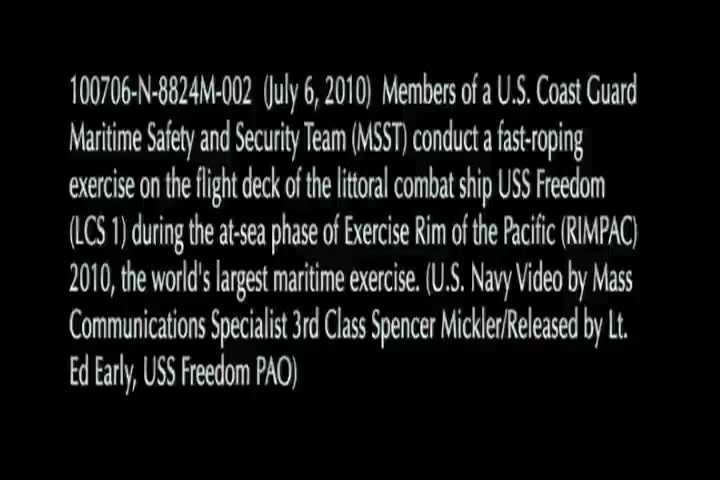 100706-N-8824M-002 (July 6, 2010) Members of a U.S. Coast Guard
Maritime Safety and Security Team (MSST) conduct a fast-roping
exercise on the flight deck of the littoral combat ship USS Freedom
(LCS 1) during the at-sea phase of Exercise Rim of the Pacific (RIMPAC)
2010, the world's largest maritime exercise. (U.S. Navy Video by Mass
Communications Specialist 3rd Class Spencer Mickler/Released by Lt.
Ed Early, USS Freedom PAO)